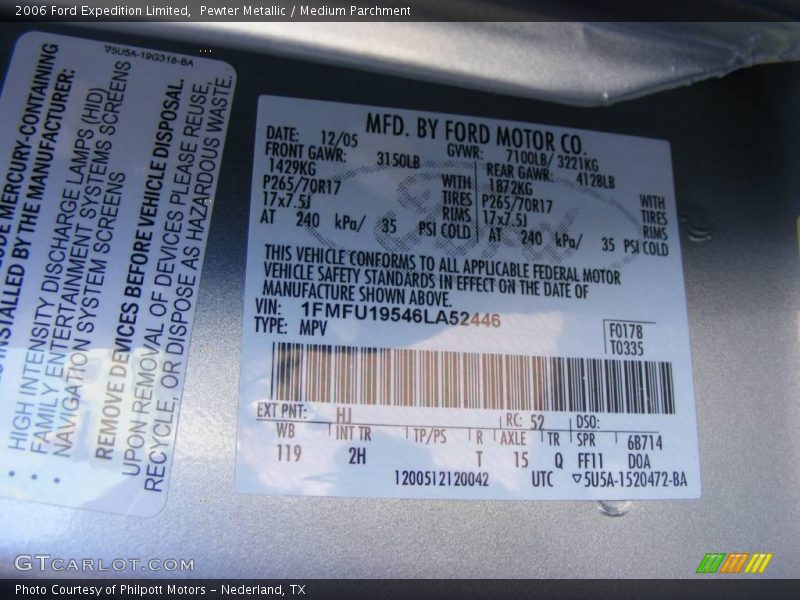 2006 Ford Expedition Limited, Pewter Metallic / Medium Parchment
75U5A-19G318-BA
MERCURY-CONTAINING
INSTALLED BY THE MANUFACTURER:
HIGH INTENSITY DISCHARGE LAMPS (HID)
FAMILY ENTERTAINMENT SYSTEMS SCREENS
NAVIGATION SYSTEM SCREENS
REMOVE DEVICES BEFORE VEHICLE DISPOSAL.
UPON REMOVAL OF DEVICES PLEASE REUSE,
RECYCLE, OR DISPOSE AS HAZARDOUS WASTE.
MFD. BY FORD MOTOR CO.
DATE: 12/05 GVWR: 7100LB/ 3221KG
FRONT GAWR: 3150LB REAR GAWR: 4128LB
1429KG WITH 1872KG WITH
P265/70R17 TIRES P265/70R17 TIRES
17x7.5J RIMS 17x7.5J RIMS
AT 240 kPa/ 35 PSI COLD AT 240 kPa/ 35 PSI COLD
THIS VEHICLE CONFORMS TO ALL APPLICABLE FEDERAL MOTOR
VEHICLE SAFETY STANDARDS IN EFFECT ON THE DATE OF
MANUFACTURE SHOWN ABOVE.
VIN: 1FMFU19546LA52446
TYPE: MPV
F0178
T0335
EXT PNT: HJ RC: 52 DSO:
WB INT TR TP/PS R AXLE TR SPR 6B714
119 2H T 15 Q FF11 DOA
1200512120042 UTC ▽5U5A-1520472-BA
GTCARLOT.COM
Photo Courtesy of Philpott Motors - Nederland, TX